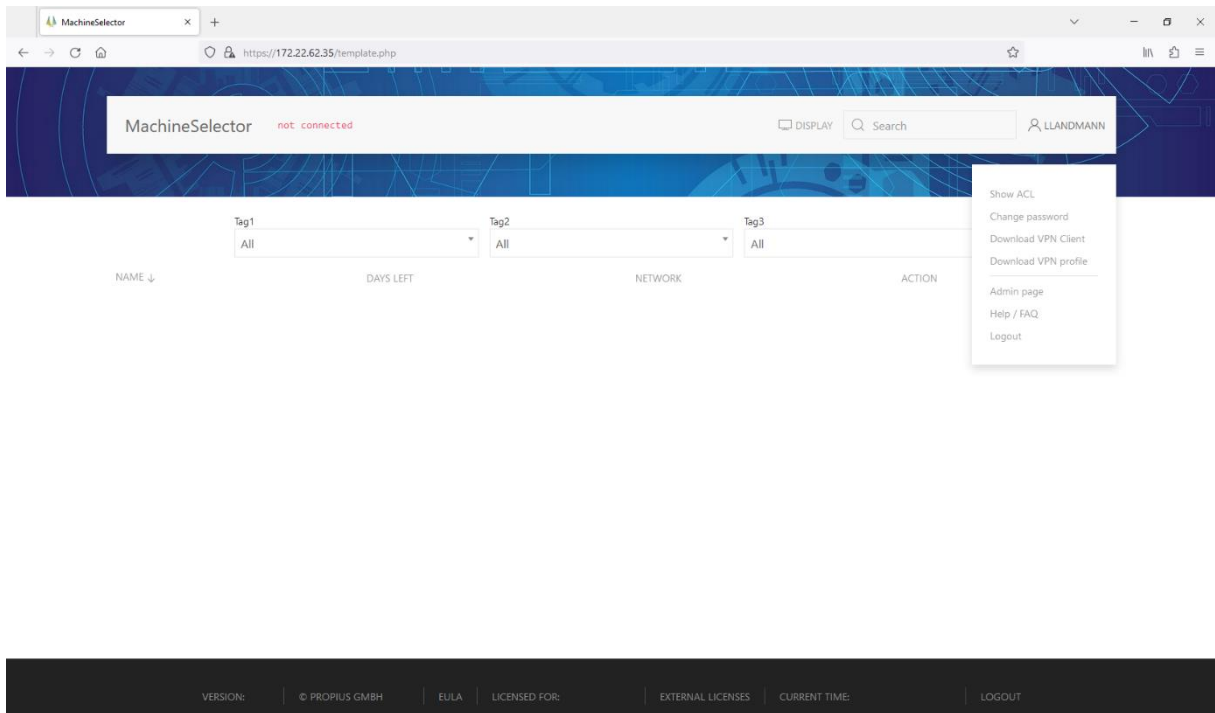 MachineSelector
https://172.22.62.35/template.php
MachineSelector not connected DISPLAY Search LLANDMANN
Show ACL
Change password
Download VPN Client
Download VPN profile
Admin page
Help / FAQ
Logout
Tag1 Tag2 Tag3
All All All
NAME ↓ DAYS LEFT NETWORK ACTION
VERSION: © PROPIUS GMBH EULA LICENSED FOR: EXTERNAL LICENSES CURRENT TIME: LOGOUT